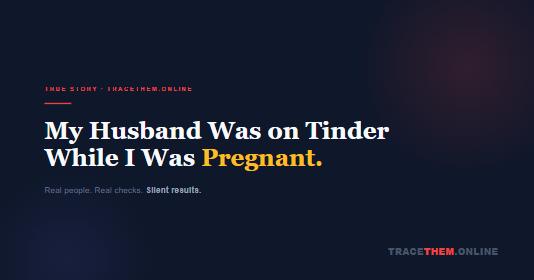 TRUE STORY · TRACETHEM.ONLINE
My Husband Was on Tinder
While I Was Pregnant.
Real people. Real checks. Silent results.
TRACETHEM.ONLINE